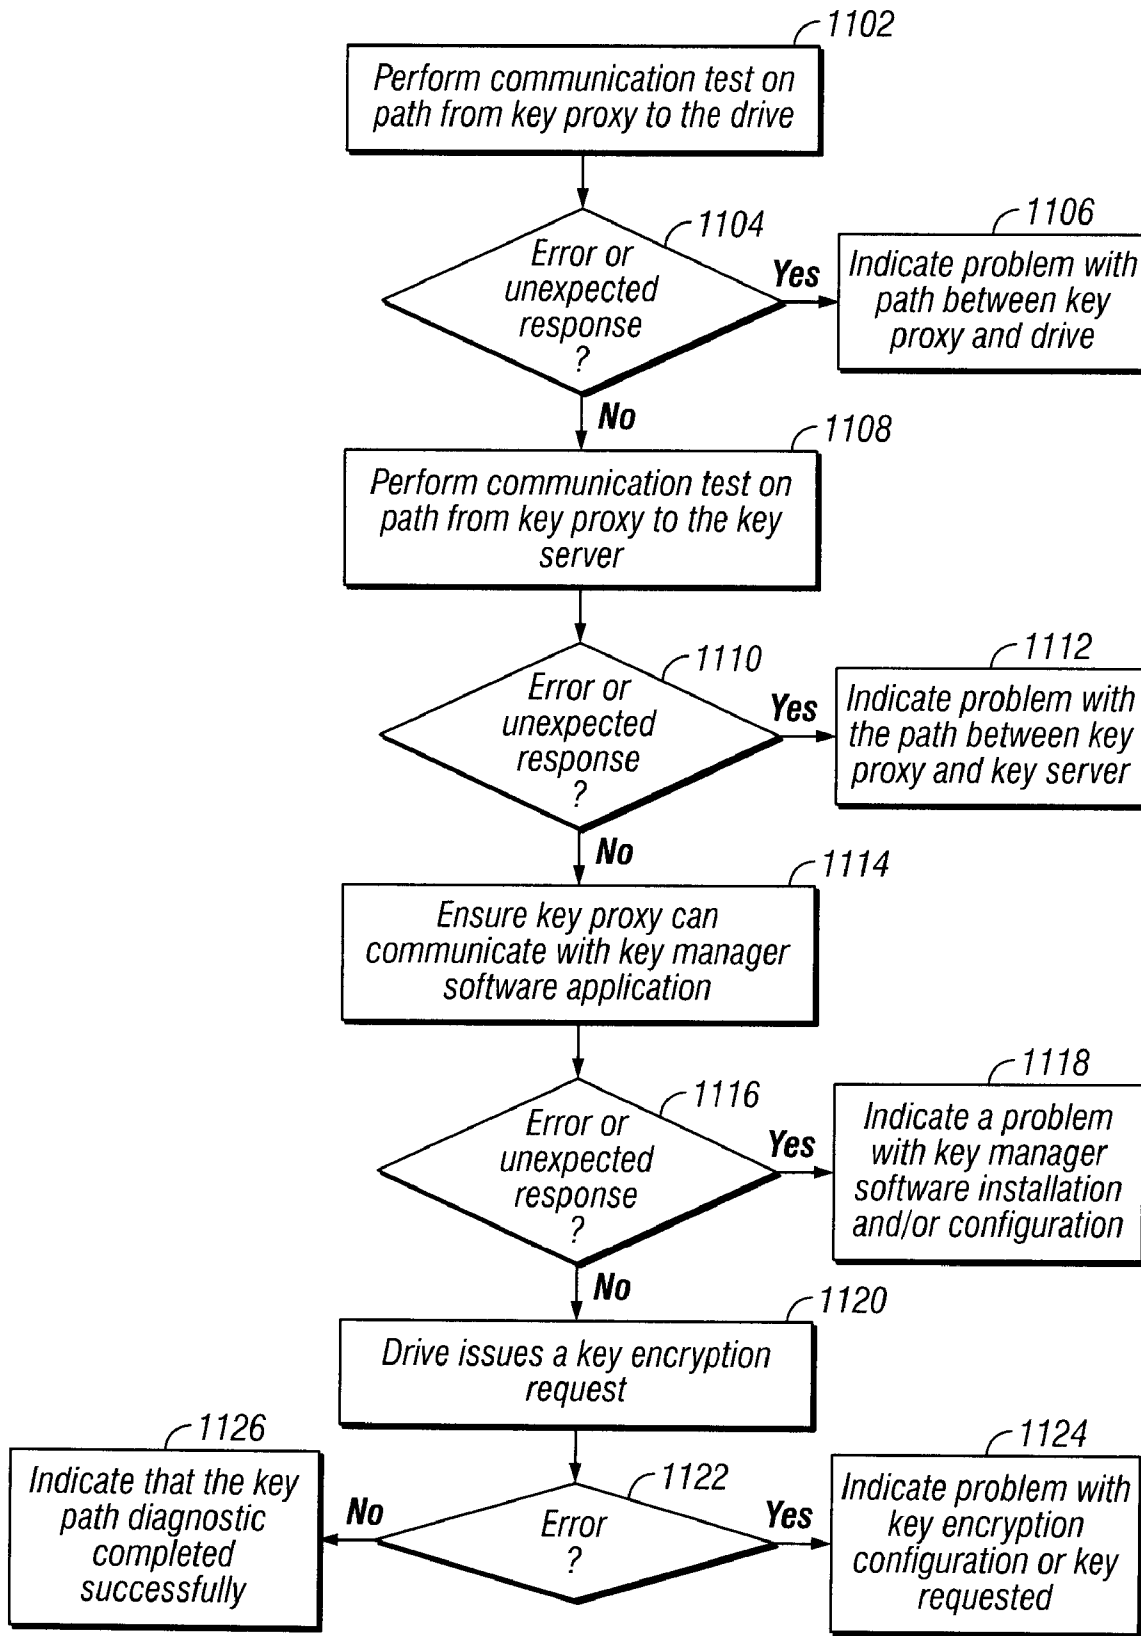 1102
Perform communication test on
path from key proxy to the drive
1104
Error or
unexpected
response
?
Yes
1106
Indicate problem with
path between key
proxy and drive
No
1108
Perform communication test on
path from key proxy to the key
server
1110
Error or
unexpected
response
?
Yes
1112
Indicate problem with
the path between key
proxy and key server
No
1114
Ensure key proxy can
communicate with key manager
software application
1116
Error or
unexpected
response
?
Yes
1118
Indicate a problem
with key manager
software installation
and/or configuration
No
1120
Drive issues a key encryption
request
1122
Error
?
Yes
1124
Indicate problem with
key encryption
configuration or key
requested
No
1126
Indicate that the key
path diagnostic
completed
successfully